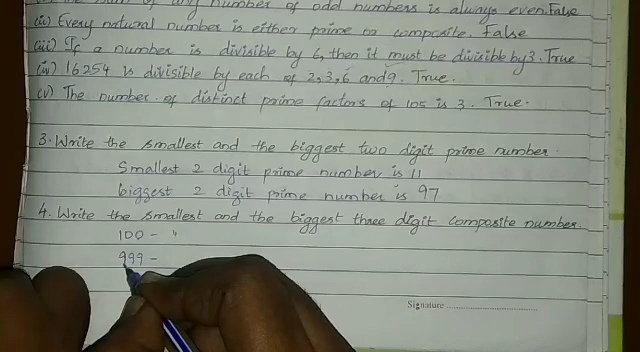 of any number of odd numbers is always even. False
(ii) Every natural number is either prime or composite. False
(iii) If a number is divisible by 6, then it must be divisible by 3. True
(iv) 16254 is divisible by each of 2, 3, 6 and 9. True.
(v) The number of distinct prime factors of 105 is 3. True.
3. Write the smallest and the biggest two digit prime number.
Smallest 2 digit prime number is 11
biggest 2 digit prime number is 97
4. Write the smallest and the biggest three digit composite number.
100 - "
999 -
Signature